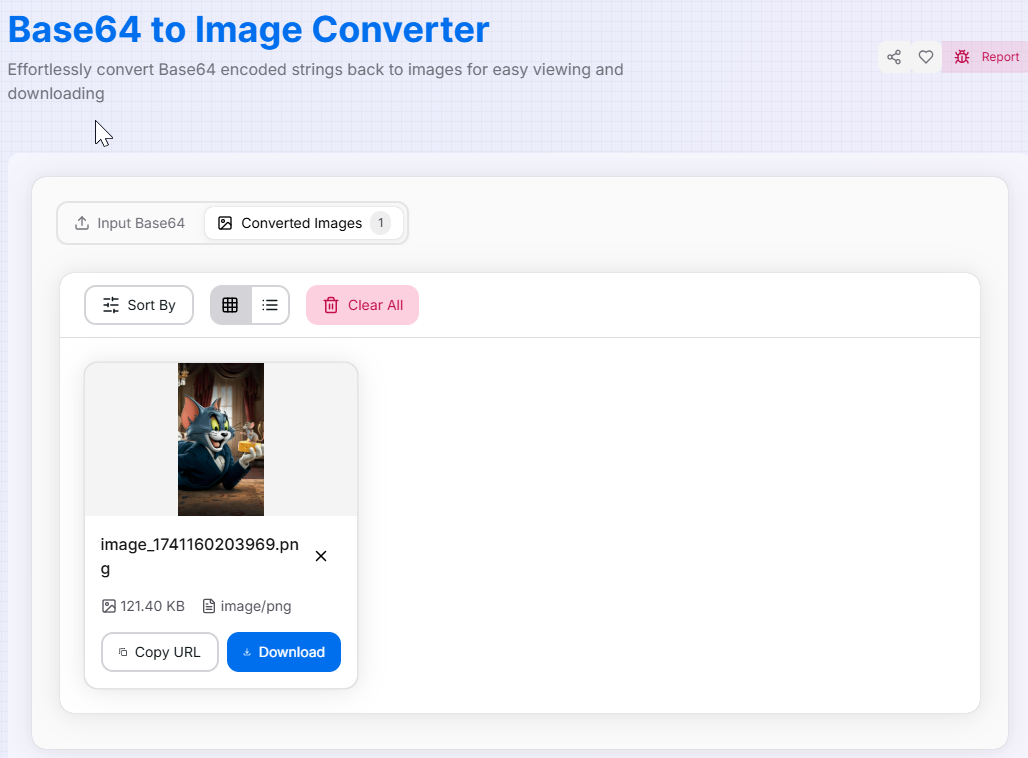 Base64 to Image Converter
Effortlessly convert Base64 encoded strings back to images for easy viewing and
downloading
Report
Input Base64
Converted Images 1
Sort By
Clear All
image_1741160203969.pn
g
121.40 KB image/png
Copy URL
Download